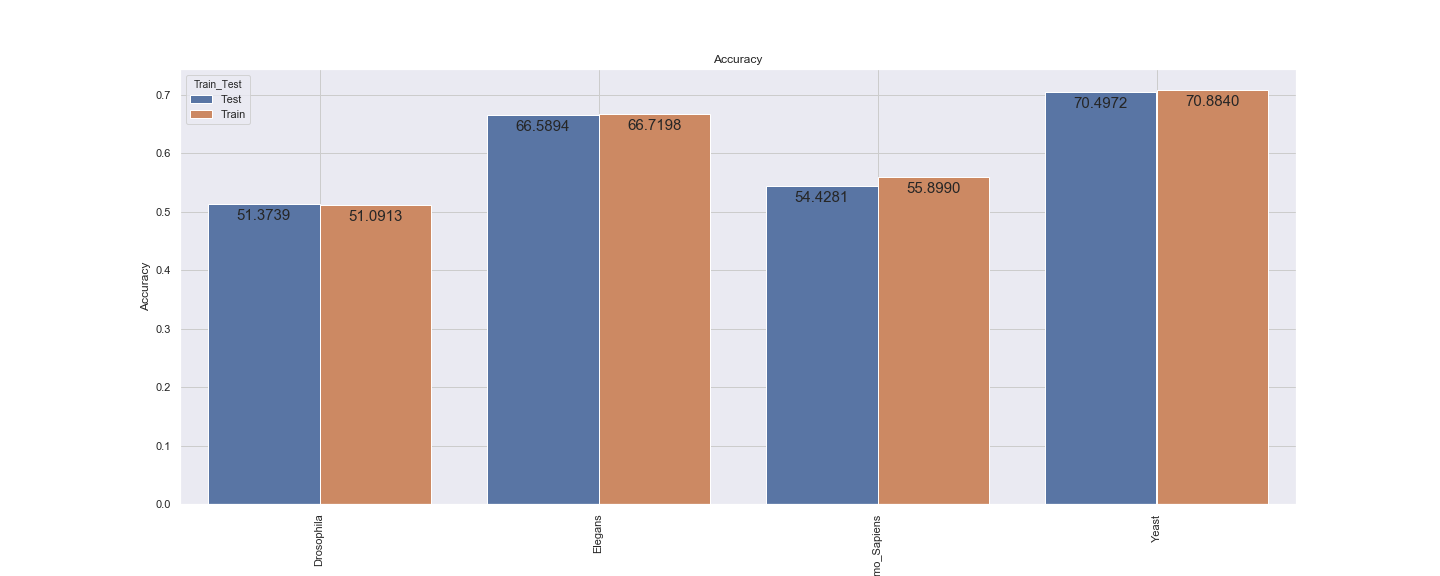 Accuracy
Train_Test
Test
Train
Accuracy
0.7
0.6
0.5
0.4
0.3
0.2
0.1
0.0
51.3739
51.0913
66.5894
66.7198
54.4281
55.8990
70.4972
70.8840
Drosophila
Elegans
mo_Sapiens
Yeast